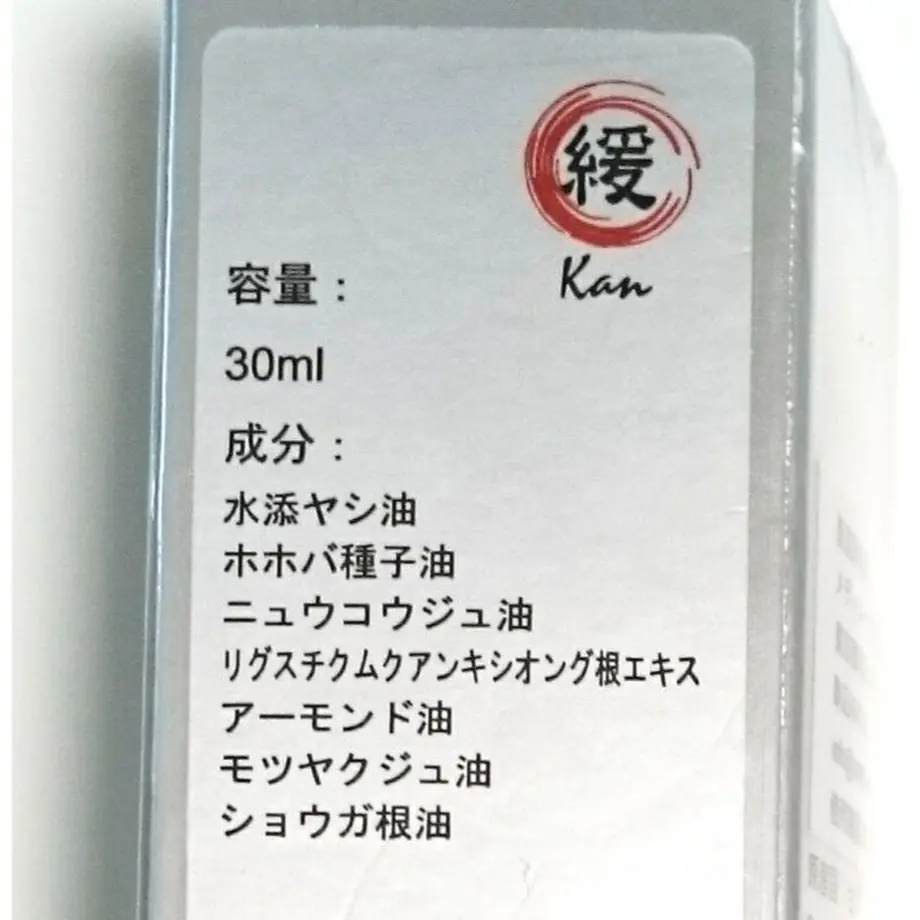 緩
Kan
容量：
30ml
成分：
水添ヤシ油
ホホバ種子油
ニュウコウジュ油
リグスチクムクアンキシオング根エキス
アーモンド油
モツヤクジュ油
ショウガ根油